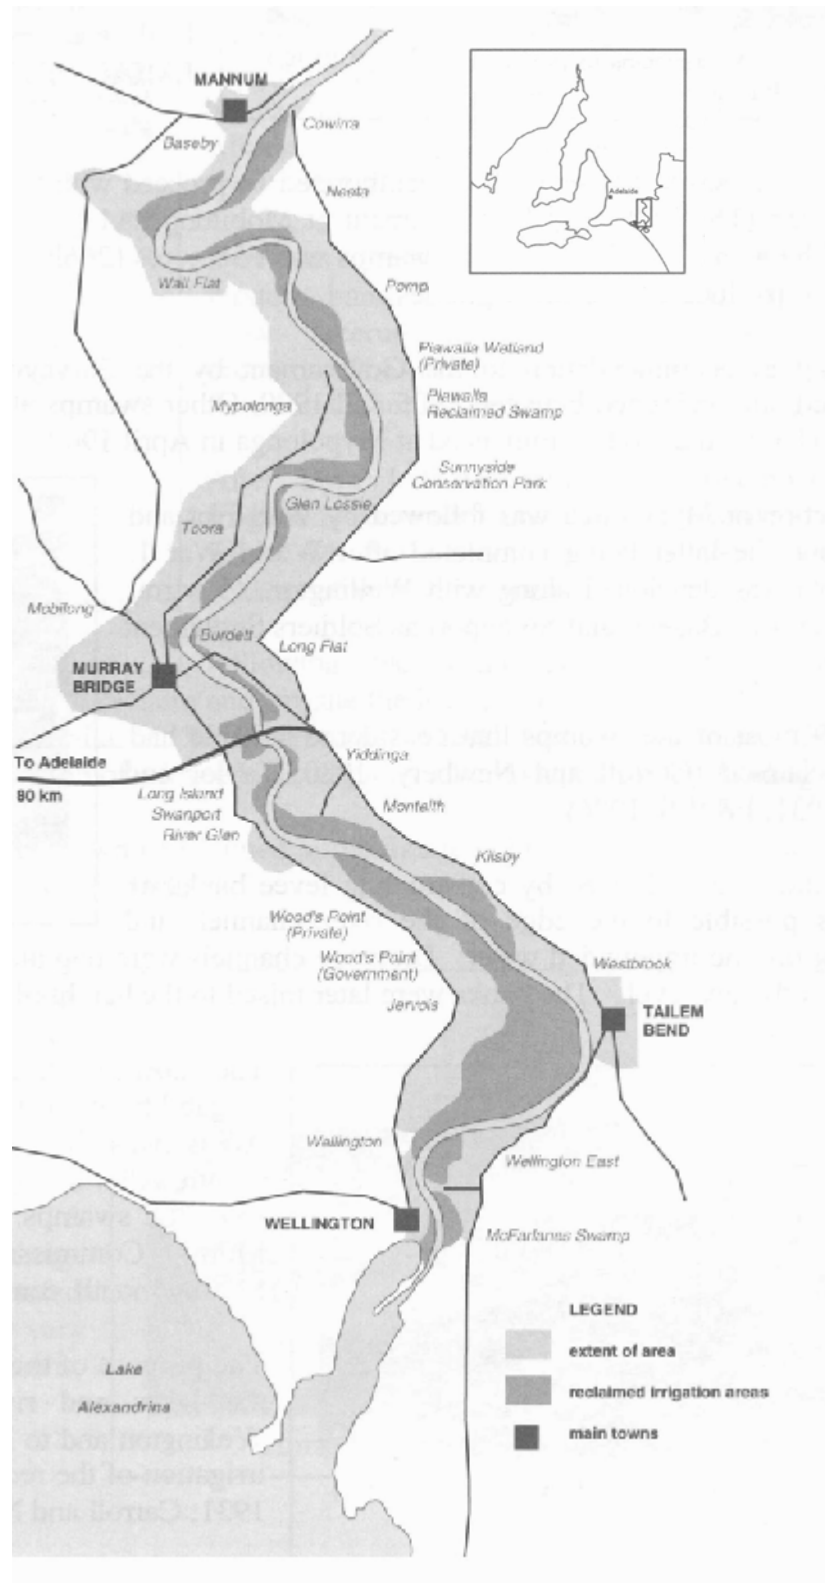 MANNUM
Cowirra
Baseby
Neeta
Adelaide
Wall Flat
Pomp
Piawalla Wetland
(Private)
Piawalla
Reclaimed Swamp
Mypolonga
Sunnyside
Conservation Park
Glen Lossie
Toora
Mobilong
Burdett
Long Flat
MURRAY
BRIDGE
To Adelaide
80 km
Yiddinga
Long Island
Swanport
River Glen
Monteith
Kilsby
Wood's Point
(Private)
Wood's Point
(Government)
Jervois
Westbrook
TAILEM
BEND
Wellington
Wellington East
WELLINGTON
McFarlanes Swamp
Lake
Alexandrina
LEGEND
extent of area
reclaimed irrigation areas
main towns